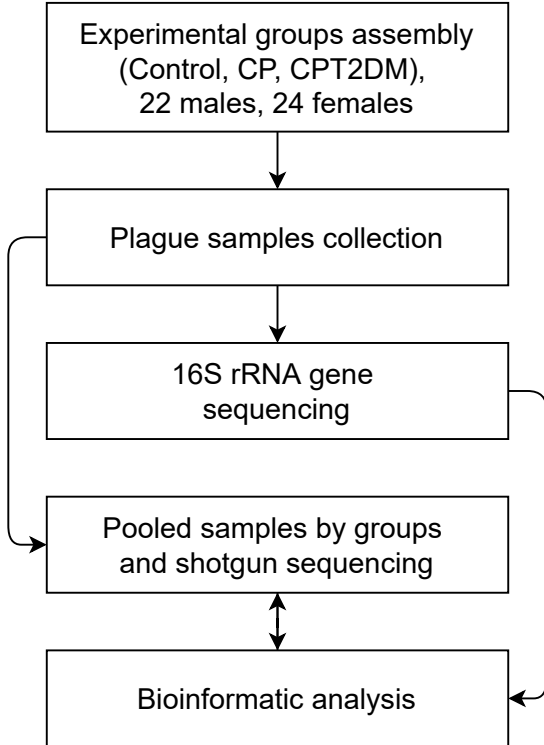 Experimental groups assembly
(Control, CP, CPT2DM),
22 males, 24 females
Plague samples collection
16S rRNA gene
sequencing
Pooled samples by groups
and shotgun sequencing
Bioinformatic analysis